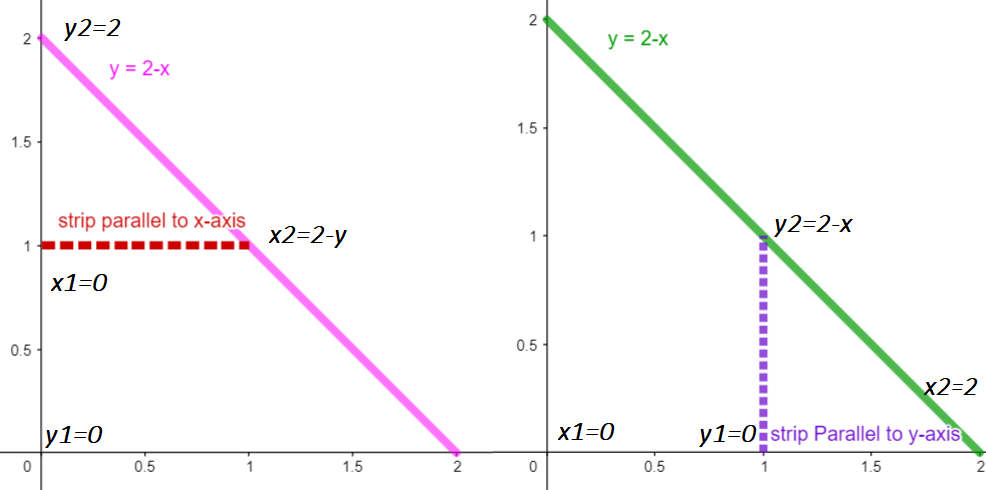 y2=2
y = 2-x
2
1.5
strip parallel to x-axis
x2=2-y
1
x1=0
0.5
y1=0
0
0.5
1
1.5
2
2
y = 2-x
1.5
y2=2-x
1
0.5
x2=2
x1=0
y1=0
strip Parallel to y-axis
0
0.5
1
1.5
2